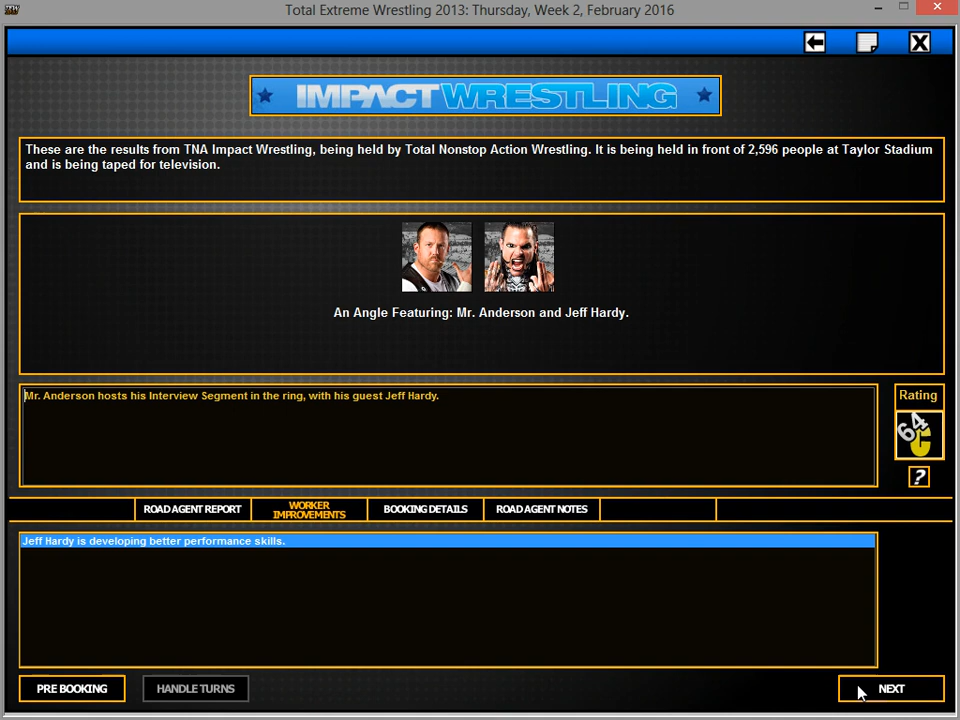 Total Extreme Wrestling 2013: Thursday, Week 2, February 2016
IMPACT WRESTLING
These are the results from TNA Impact Wrestling, being held by Total Nonstop Action Wrestling. It is being held in front of 2,596 people at Taylor Stadium
and is being taped for television.
An Angle Featuring: Mr. Anderson and Jeff Hardy.
Mr. Anderson hosts his Interview Segment in the ring, with his guest Jeff Hardy.
Rating
64
C
?
ROAD AGENT REPORT
WORKER
IMPROVEMENTS
BOOKING DETAILS
ROAD AGENT NOTES
Jeff Hardy is developing better performance skills.
PRE BOOKING
HANDLE TURNS
NEXT